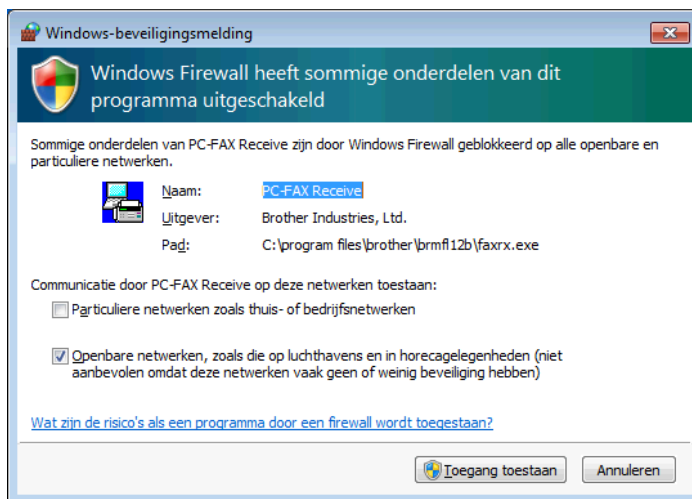 Windows-beveiligingsmelding
Windows Firewall heeft sommige onderdelen van dit
programma uitgeschakeld
Sommige onderdelen van PC-FAX Receive zijn door Windows Firewall geblokkeerd op alle openbare en
particuliere netwerken.
Naam: PC-FAX Receive
Uitgever: Brother Industries, Ltd.
Pad: C:\program files\brother\brmfl12b\faxrx.exe
Communicatie door PC-FAX Receive op deze netwerken toestaan:
Particuliere netwerken zoals thuis- of bedrijfsnetwerken
Openbare netwerken, zoals die op luchthavens en in horecagelegenheden (niet
aanbevolen omdat deze netwerken vaak geen of weinig beveiliging hebben)
Wat zijn de risico's als een programma door een firewall wordt toegestaan?
Toegang toestaan Annuleren